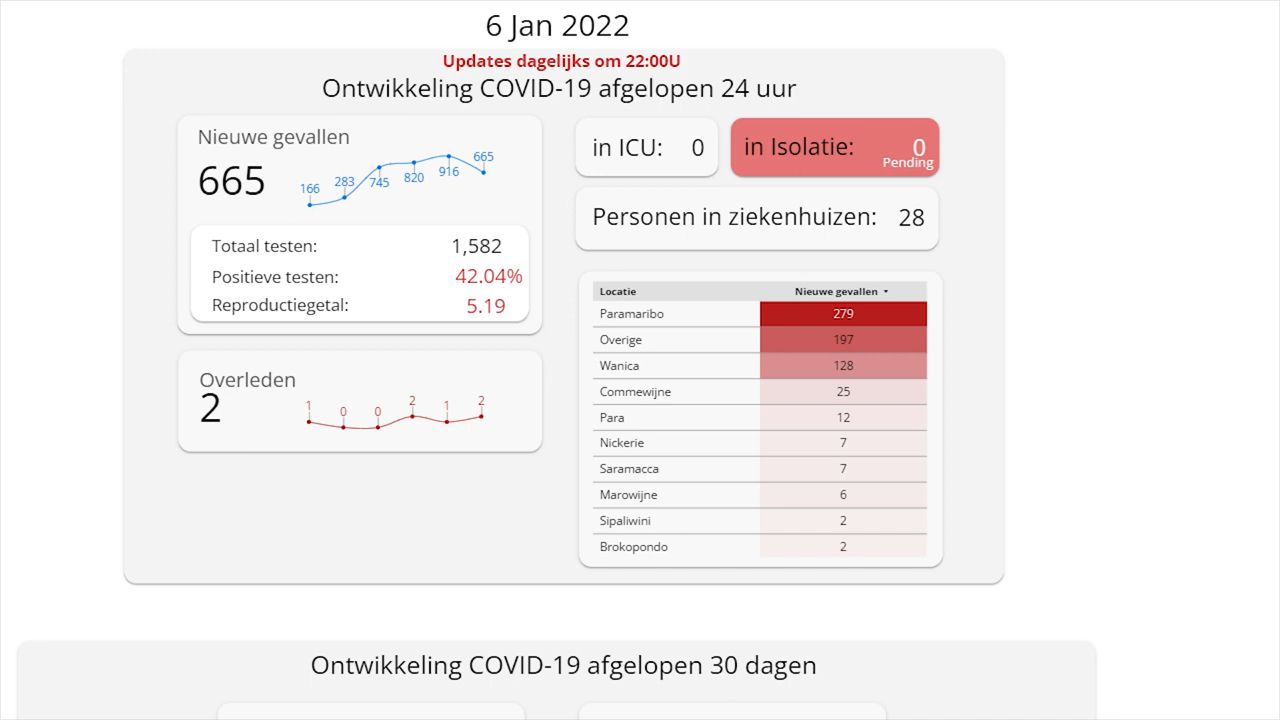 6 Jan 2022
Updates dagelijks om 22:00U
Ontwikkeling COVID-19 afgelopen 24 uur
Nieuwe gevallen
665
166 283 745 820 916 665
Totaal testen: 1,582
Positieve testen: 42.04%
Reproductiegetal: 5.19
Overleden
2
1 0 0 2 1 2
in ICU: 0
in Isolatie: 0
Pending
Personen in ziekenhuizen: 28
Locatie Nieuwe gevallen
Paramaribo 279
Overige 197
Wanica 128
Commewijne 25
Para 12
Nickerie 7
Saramacca 7
Marowijne 6
Sipaliwini 2
Brokopondo 2
Ontwikkeling COVID-19 afgelopen 30 dagen